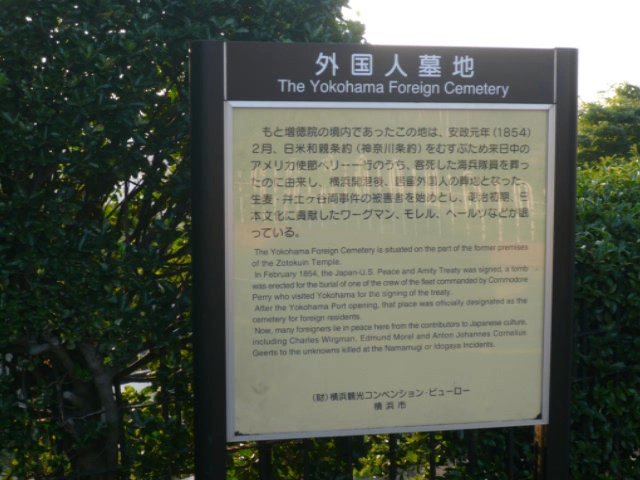 外国人墓地
The Yokohama Foreign Cemetery
もと増徳院の境内であったこの地は、安政元年(1854)
2月、日米和親条約(神奈川条約)をむすぶため来日中の
アメリカ使節ペリー一行のうち、客死した海兵隊員を葬っ
たのに由来し、横浜開港後、居留外国人の葬地となった。
生麦・井土ヶ谷両事件の被害者を始めとし、明治初期、日
本文化に貢献したワーグマン、モレル、ヘールツなどが眠
っている。
The Yokohama Foreign Cemetery is situated on the part of the former premises
of the Zotokuin Temple.
In February 1854, the Japan-U.S. Peace and Amity Treaty was signed, a tomb
was erected for the burial of one of the crew of the fleet commanded by Commodore
Perry who visited Yokohama for the signing of the treaty.
After the Yokohama Port opening, that place was officially designated as the
cemetery for foreign residents.
Now, many foreigners lie in peace here from the contributors to Japanese culture,
including Charles Wirgman, Edmund Morel and Anton Johannes Cornelius
Geerts to the unknowns killed at the Namamugi or Idogaya Incidents.
(財)横浜観光コンベンション・ビューロー
横浜市